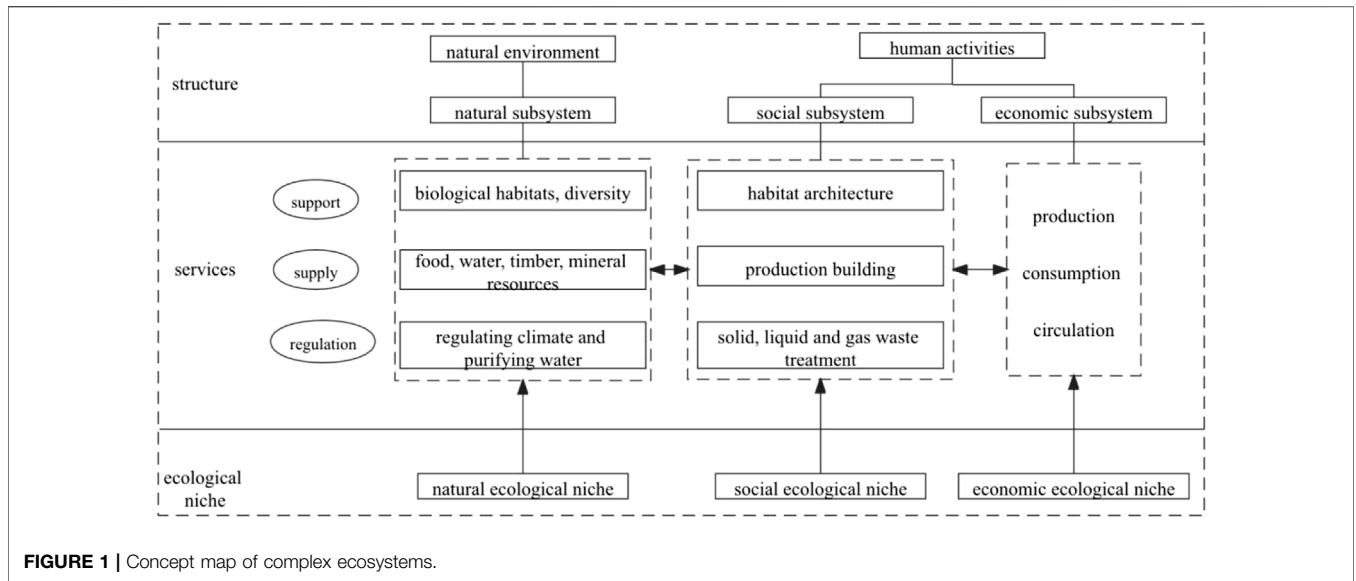 natural environment
human activities
structure
natural subsystem
social subsystem
economic subsystem
support
biological habitats, diversity
habitat architecture
production
services
supply
food, water, timber, mineral
resources
production building
consumption
regulation
regulating climate and
purifying water
solid, liquid and gas waste
treatment
circulation
ecological
niche
natural ecological niche
social ecological niche
economic ecological niche
FIGURE 1 | Concept map of complex ecosystems.